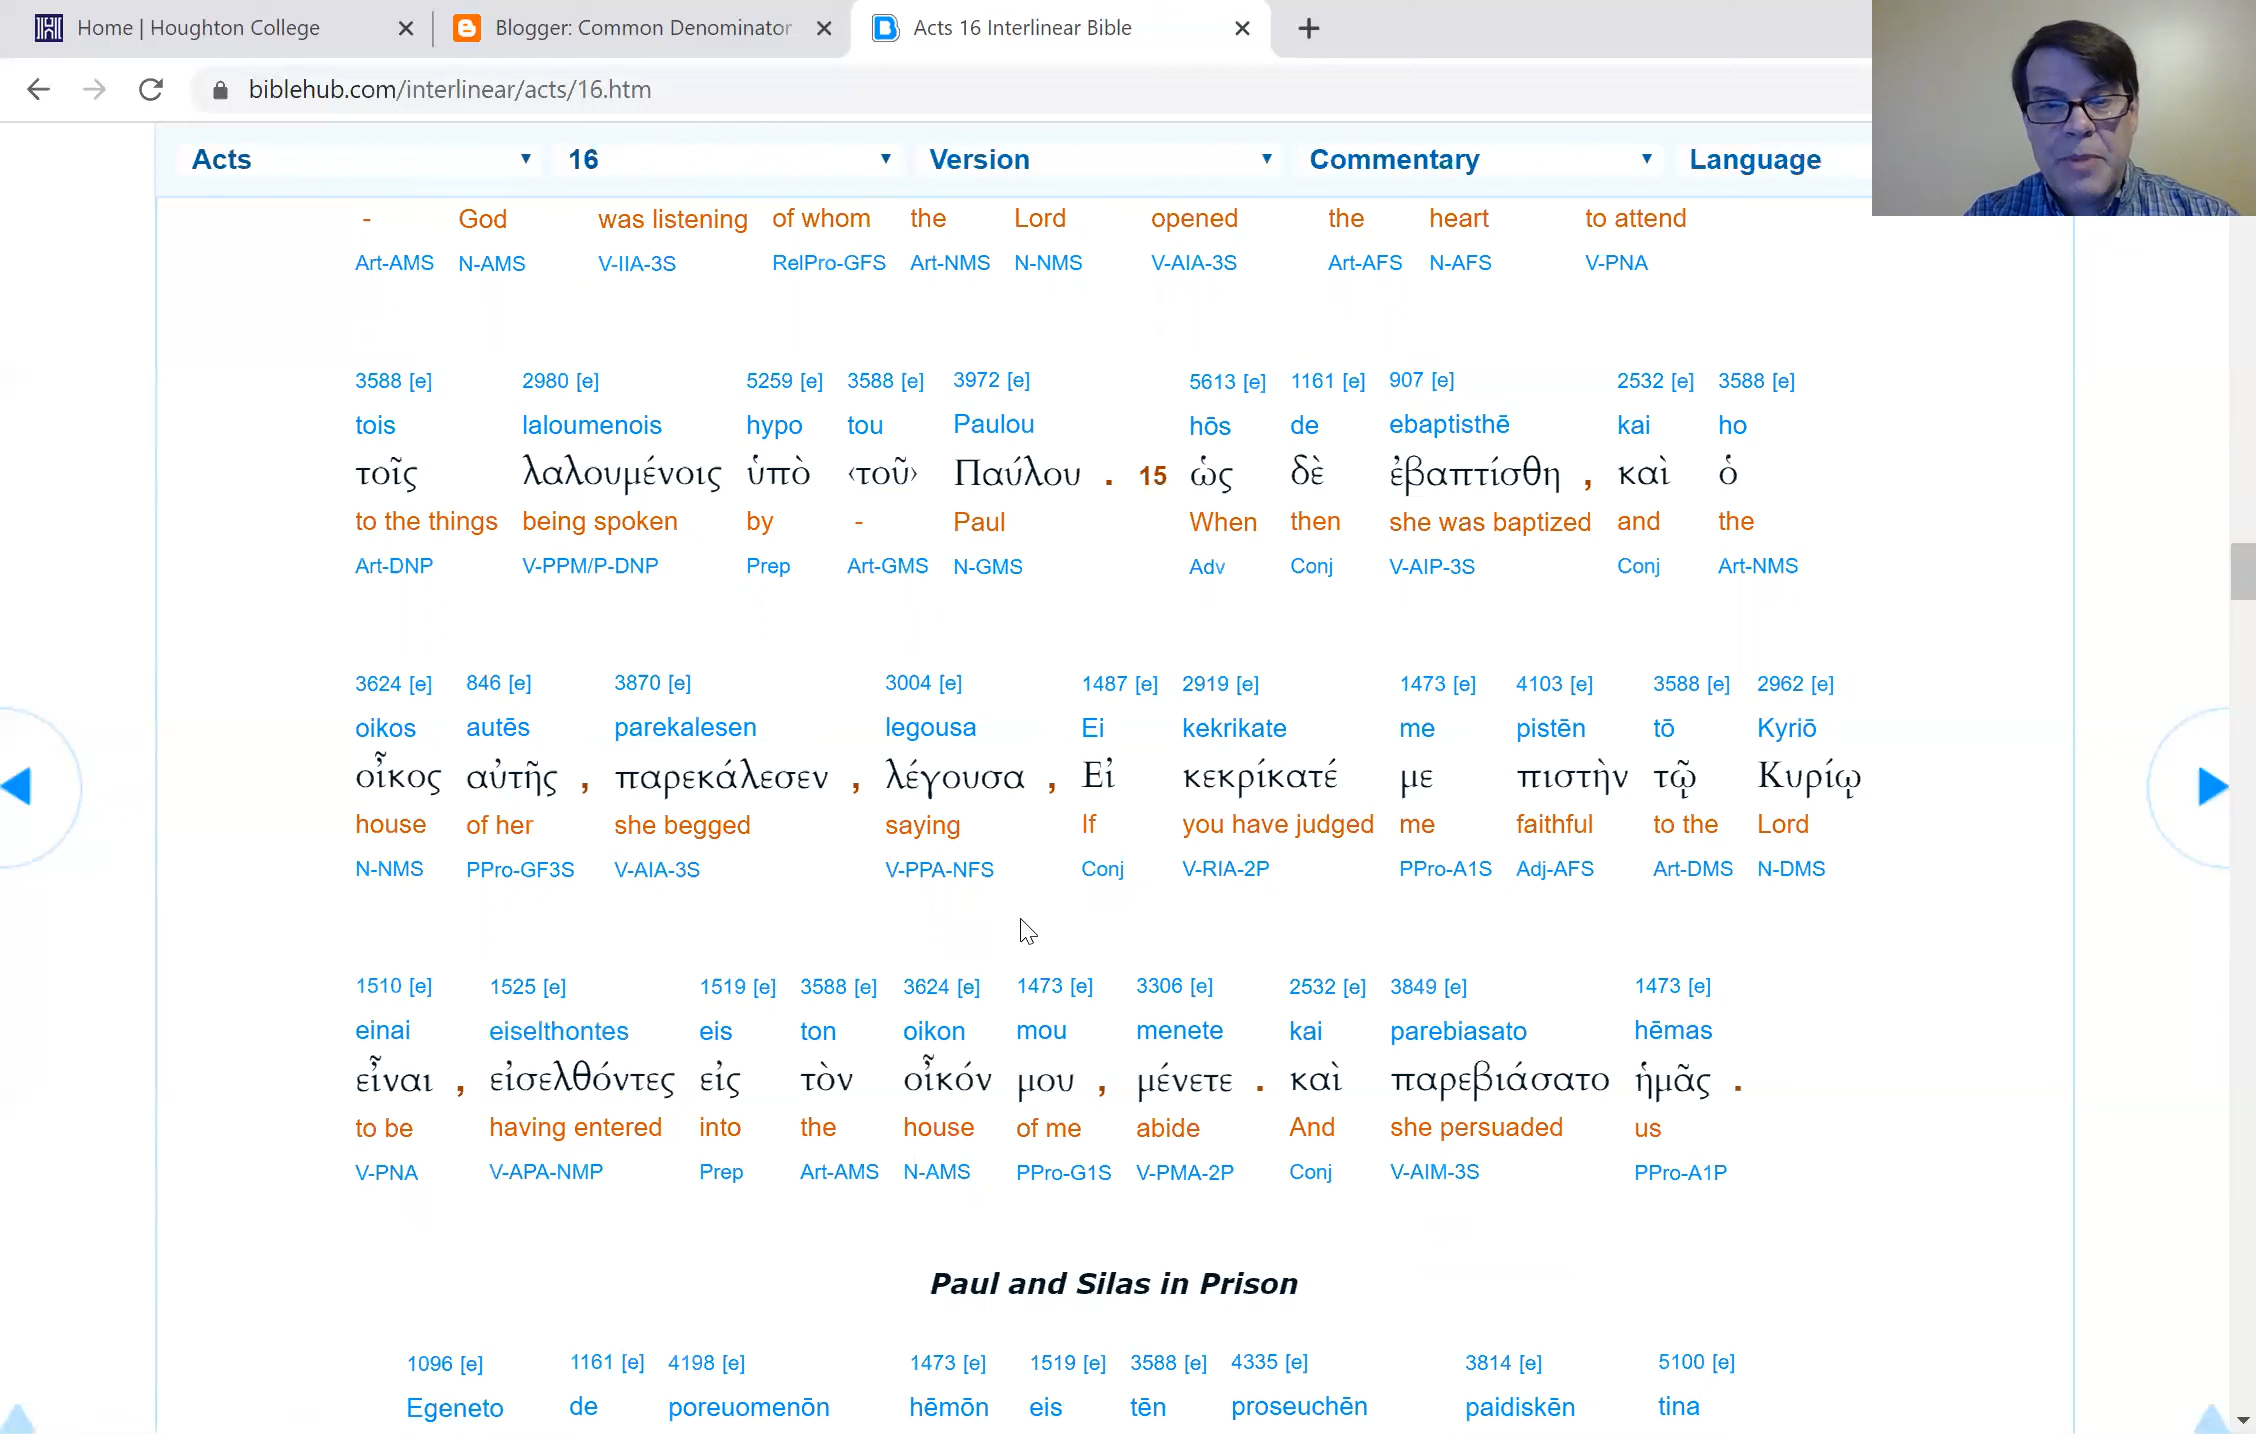 Home | Houghton College
Blogger: Common Denominator
Acts 16 Interlinear Bible
biblehub.com/interlinear/acts/16.htm
Acts 16 Version Commentary Language
- God was listening of whom the Lord opened the heart to attend
Art-AMS N-AMS V-IIA-3S RelPro-GFS Art-NMS N-NMS V-AIA-3S Art-AFS N-AFS V-PNA
3588 [e] 2980 [e] 5259 [e] 3588 [e] 3972 [e] 5613 [e] 1161 [e] 907 [e] 2532 [e] 3588 [e]
tois laloumenois hypo tou Paulou hōs de ebaptisthē kai ho
τοῖς λαλουμένοις ὑπὸ ‹τοῦ› Παύλου . 15 ὡς δὲ ἐβαπτίσθη , καὶ ὁ
to the things being spoken by - Paul When then she was baptized and the
Art-DNP V-PPM/P-DNP Prep Art-GMS N-GMS Adv Conj V-AIP-3S Conj Art-NMS
3624 [e] 846 [e] 3870 [e] 3004 [e] 1487 [e] 2919 [e] 1473 [e] 4103 [e] 3588 [e] 2962 [e]
oikos autēs parekalesen legousa Ei kekrikate me pistēn tō Kyriō
οἶκος αὐτῆς , παρεκάλεσεν , λέγουσα , Εἰ κεκρίκατέ με πιστὴν τῷ Κυρίῳ
house of her she begged saying If you have judged me faithful to the Lord
N-NMS PPro-GF3S V-AIA-3S V-PPA-NFS Conj V-RIA-2P PPro-A1S Adj-AFS Art-DMS N-DMS
1510 [e] 1525 [e] 1519 [e] 3588 [e] 3624 [e] 1473 [e] 3306 [e] 2532 [e] 3849 [e] 1473 [e]
einai eiselthontes eis ton oikon mou menete kai parebiasato hēmas
εἶναι , εἰσελθόντες εἰς τὸν οἶκόν μου , μένετε . καὶ παρεβιάσατο ἡμᾶς .
to be having entered into the house of me abide And she persuaded us
V-PNA V-APA-NMP Prep Art-AMS N-AMS PPro-G1S V-PMA-2P Conj V-AIM-3S PPro-A1P
Paul and Silas in Prison
1096 [e] 1161 [e] 4198 [e] 1473 [e] 1519 [e] 3588 [e] 4335 [e] 3814 [e] 5100 [e]
Egeneto de poreuomenōn hēmōn eis tēn proseuchēn paidiskēn tina